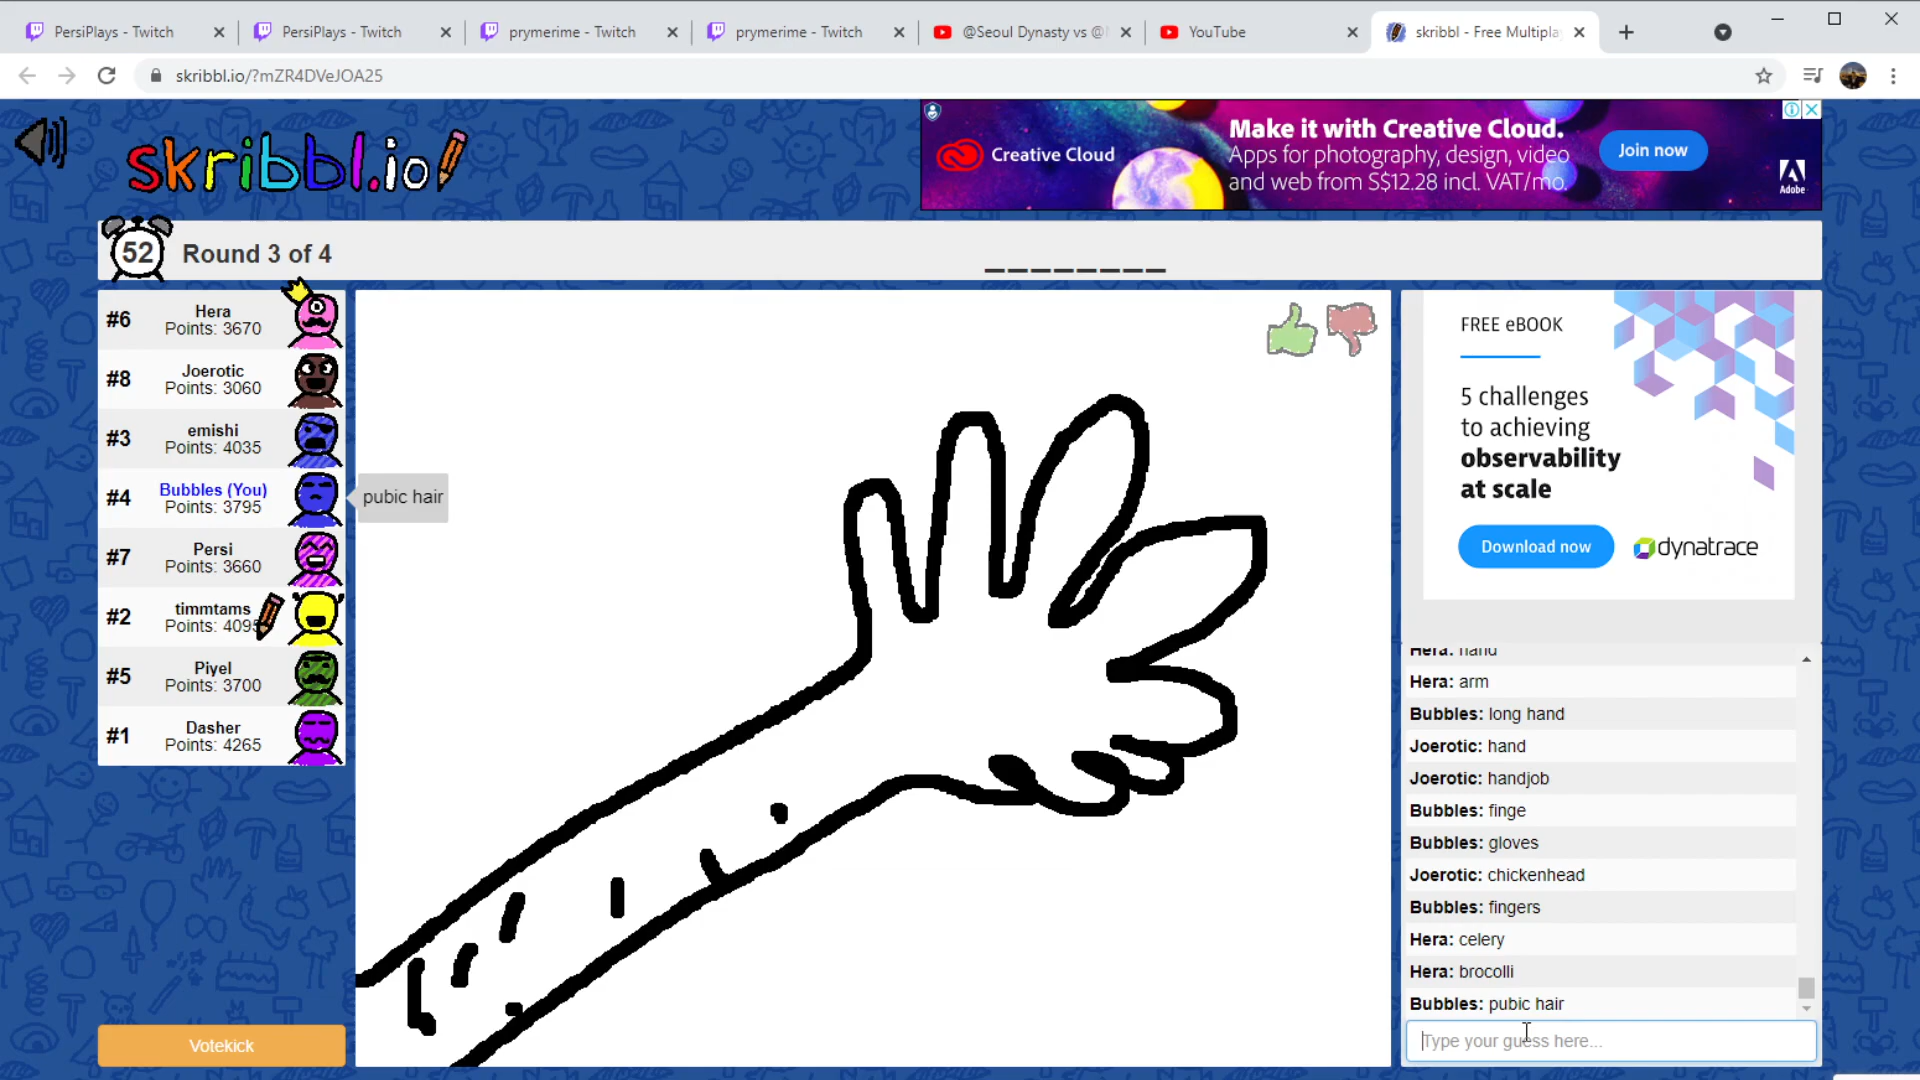 PersiPlays - Twitch
PersiPlays - Twitch
prymerime - Twitch
prymerime - Twitch
@Seoul Dynasty vs @
YouTube
skribbl - Free Multipla
skribbl.io/?mZR4DVeJOA25
skribbl.io
Creative Cloud
Make it with Creative Cloud.
Apps for photography, design, video
and web from S$12.28 incl. VAT/mo.
Join now
Adobe
52
Round 3 of 4
________
#6
Hera
Points: 3670
#8
Joerotic
Points: 3060
#3
emishi
Points: 4035
#4
Bubbles (You)
Points: 3795
pubic hair
#7
Persi
Points: 3660
#2
timmtams
Points: 4095
#5
Piyel
Points: 3700
#1
Dasher
Points: 4265
Votekick
FREE eBOOK
5 challenges
to achieving
observability
at scale
Download now
dynatrace
Hera: hand
Hera: arm
Bubbles: long hand
Joerotic: hand
Joerotic: handjob
Bubbles: finge
Bubbles: gloves
Joerotic: chickenhead
Bubbles: fingers
Hera: celery
Hera: brocolli
Bubbles: pubic hair
Type your guess here...